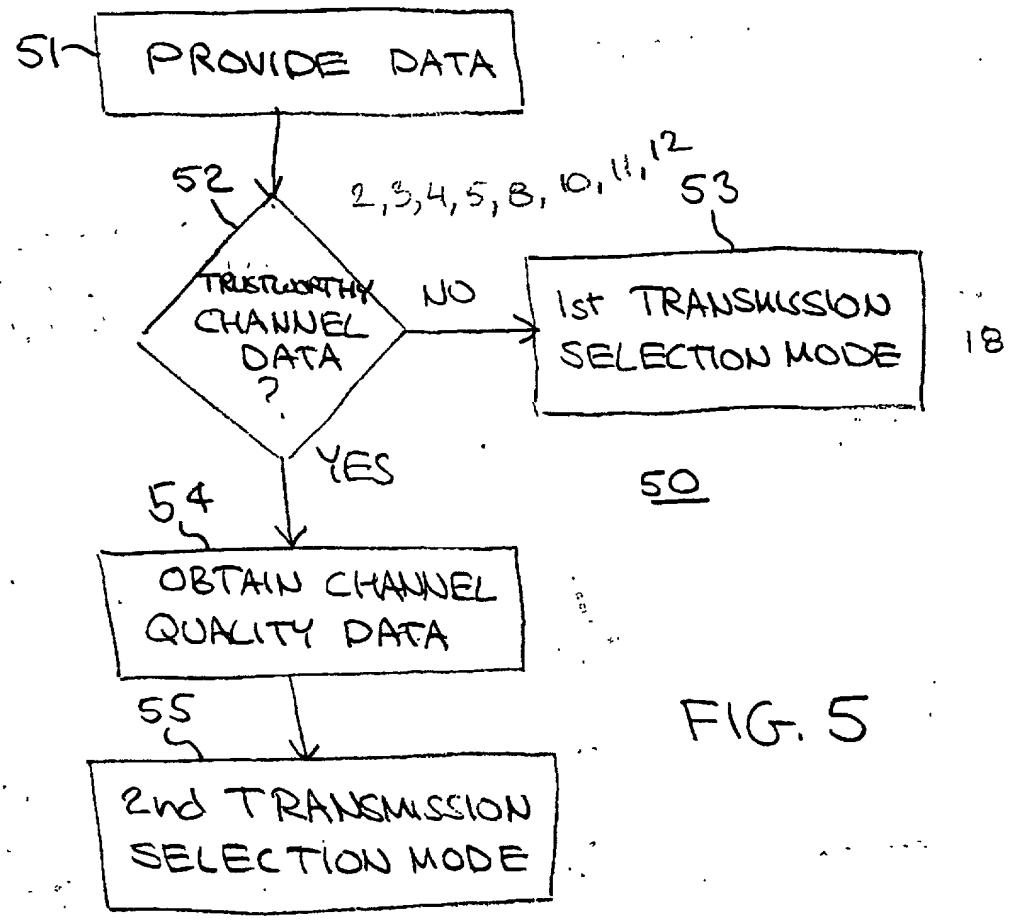 51 PROVIDE DATA
52
2,3,4,5,8,10,11,12
53
TRUSTWORTHY
CHANNEL
DATA
?
NO
1st TRANSMISSION
SELECTION MODE
18
YES
50
54
OBTAIN CHANNEL
QUALITY DATA
55
FIG. 5
2nd TRANSMISSION
SELECTION MODE